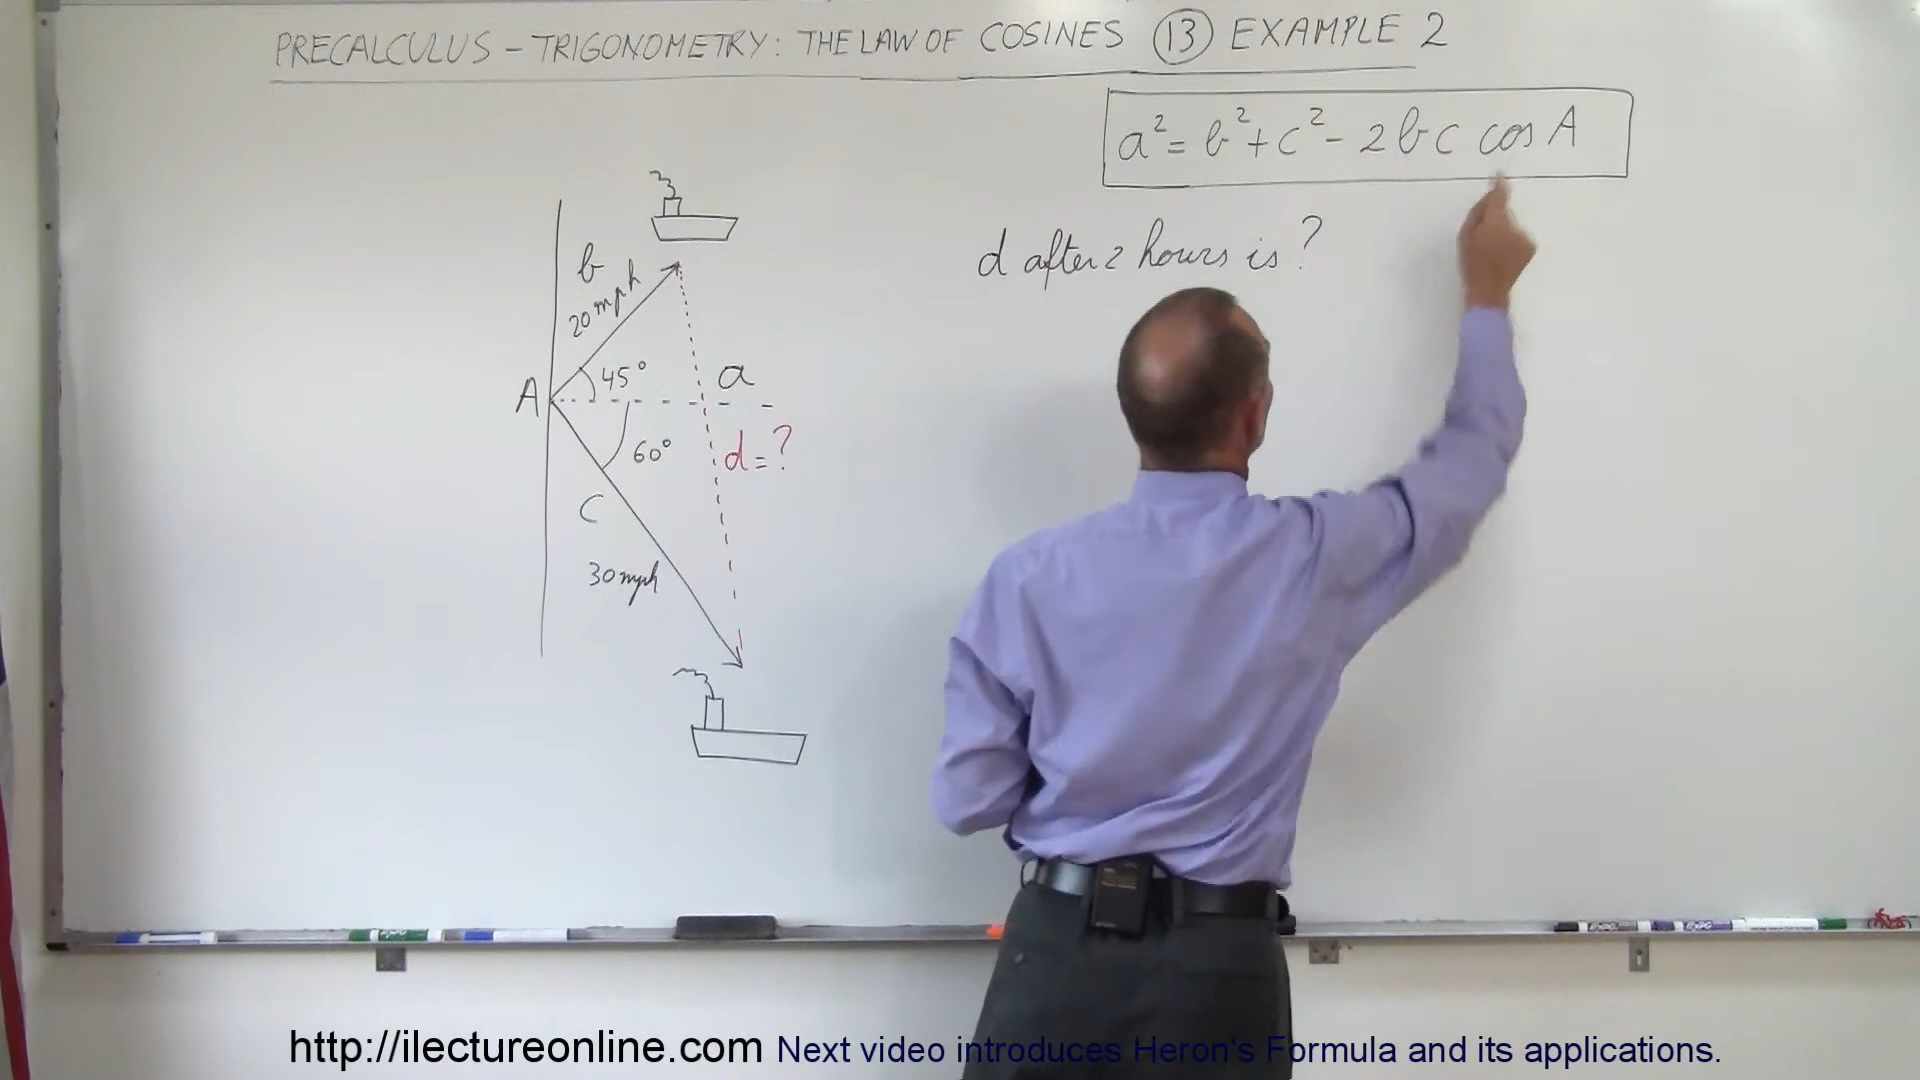 PRECALCULUS - TRIGONOMETRY: THE LAW OF COSINES 13 EXAMPLE 2
a² = b² + c² - 2bc cos A
d after 2 hours is ?
b
20 mph
45°
A
a
60°
d = ?
C
30 mph
http://ilectureonline.com Next video introduces Heron's Formula and its applications.